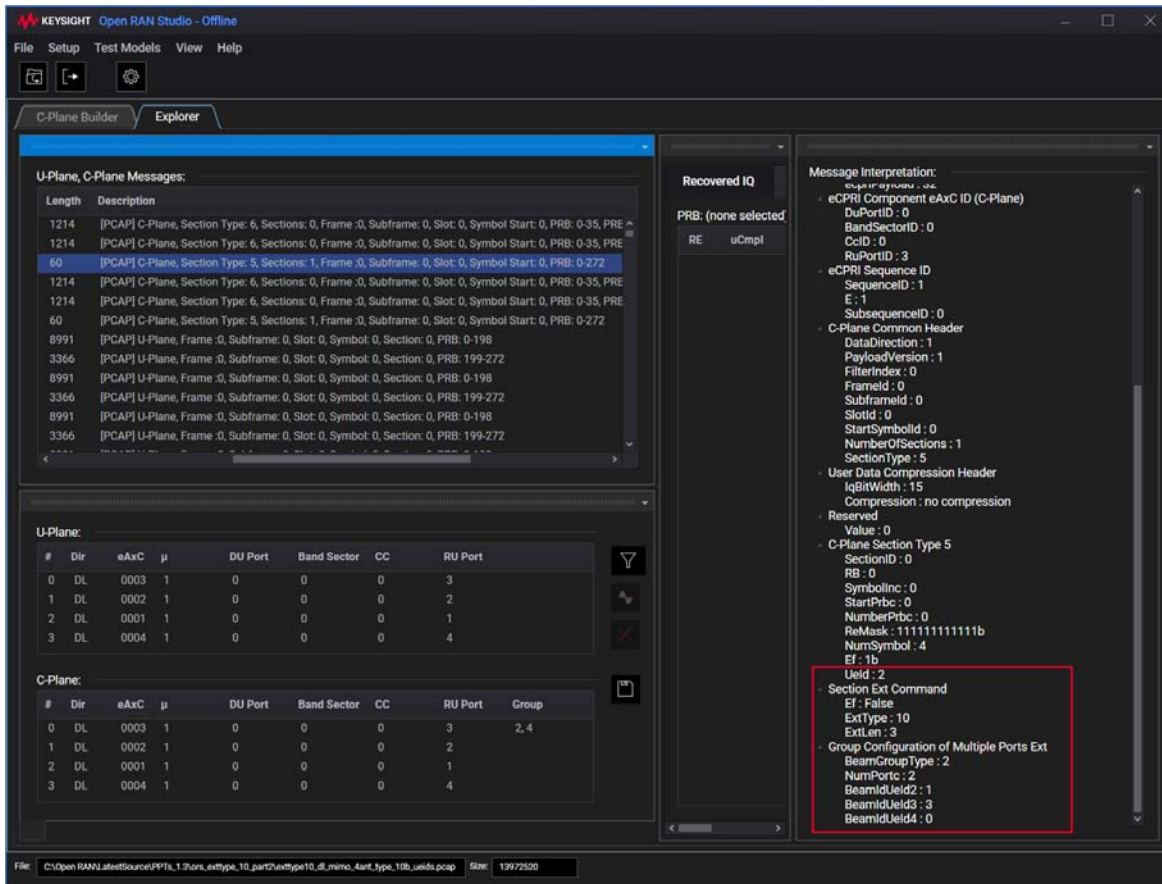 KEYSIGHT Open RAN Studio - Offline
File Setup Test Models View Help
C-Plane Builder Explorer
U-Plane, C-Plane Messages:
Length Description
1214 [PCAP] C-Plane, Section Type: 6, Sections: 0, Frame :0, Subframe: 0, Slot: 0, Symbol Start: 0, PRB: 0-35, PRE
1214 [PCAP] C-Plane, Section Type: 6, Sections: 0, Frame :0, Subframe: 0, Slot: 0, Symbol Start: 0, PRB: 0-35, PRE
60 [PCAP] C-Plane, Section Type: 5, Sections: 1, Frame :0, Subframe: 0, Slot: 0, Symbol Start: 0, PRB: 0-272
1214 [PCAP] C-Plane, Section Type: 6, Sections: 0, Frame :0, Subframe: 0, Slot: 0, Symbol Start: 0, PRB: 0-35, PRE
1214 [PCAP] C-Plane, Section Type: 6, Sections: 0, Frame :0, Subframe: 0, Slot: 0, Symbol Start: 0, PRB: 0-35, PRE
60 [PCAP] C-Plane, Section Type: 5, Sections: 1, Frame :0, Subframe: 0, Slot: 0, Symbol Start: 0, PRB: 0-272
8991 [PCAP] U-Plane, Frame :0, Subframe: 0, Slot: 0, Symbol: 0, Section: 0, PRB: 0-198
3366 [PCAP] U-Plane, Frame :0, Subframe: 0, Slot: 0, Symbol: 0, Section: 0, PRB: 199-272
8991 [PCAP] U-Plane, Frame :0, Subframe: 0, Slot: 0, Symbol: 0, Section: 0, PRB: 0-198
3366 [PCAP] U-Plane, Frame :0, Subframe: 0, Slot: 0, Symbol: 0, Section: 0, PRB: 199-272
8991 [PCAP] U-Plane, Frame :0, Subframe: 0, Slot: 0, Symbol: 0, Section: 0, PRB: 0-198
3366 [PCAP] U-Plane, Frame :0, Subframe: 0, Slot: 0, Symbol: 0, Section: 0, PRB: 199-272
U-Plane:
# Dir eAxC µ DU Port Band Sector CC RU Port
0 DL 0003 1 0 0 0 3
1 DL 0002 1 0 0 0 2
2 DL 0001 1 0 0 0 1
3 DL 0004 1 0 0 0 4
C-Plane:
# Dir eAxC µ DU Port Band Sector CC RU Port Group
0 DL 0003 1 0 0 0 3 2, 4
1 DL 0002 1 0 0 0 2
2 DL 0001 1 0 0 0 1
3 DL 0004 1 0 0 0 4
Recovered IQ
PRB: (none selected)
RE uCmpl
Message Interpretation:
ecpriPayload : 32
eCPRI Component eAxC ID (C-Plane)
DuPortID : 0
BandSectorID : 0
CcID : 0
RuPortID : 3
eCPRI Sequence ID
SequenceID : 1
E : 1
SubsequenceID : 0
C-Plane Common Header
DataDirection : 1
PayloadVersion : 1
FilterIndex : 0
FrameId : 0
SubframeId : 0
SlotId : 0
StartSymbolId : 0
NumberOfSections : 1
SectionType : 5
User Data Compression Header
IqBitWidth : 15
Compression : no compression
Reserved
Value : 0
C-Plane Section Type 5
SectionID : 0
RB : 0
SymbolInc : 0
StartPrbc : 0
NumberPrbc : 0
ReMask : 111111111111b
NumSymbol : 4
Ef : 1b
UeId : 2
Section Ext Command
Ef : False
ExtType : 10
ExtLen : 3
Group Configuration of Multiple Ports Ext
BeamGroupType : 2
NumPortc : 2
BeamIdUeId2 : 1
BeamIdUeId3 : 3
BeamIdUeId4 : 0
File: C:\Open RAN\LatestSource\PPTs_1.3\ors_exttype_10_part2\exttype10_dl_mimo_4ant_type_10b_ueids.pcap Size: 13972520